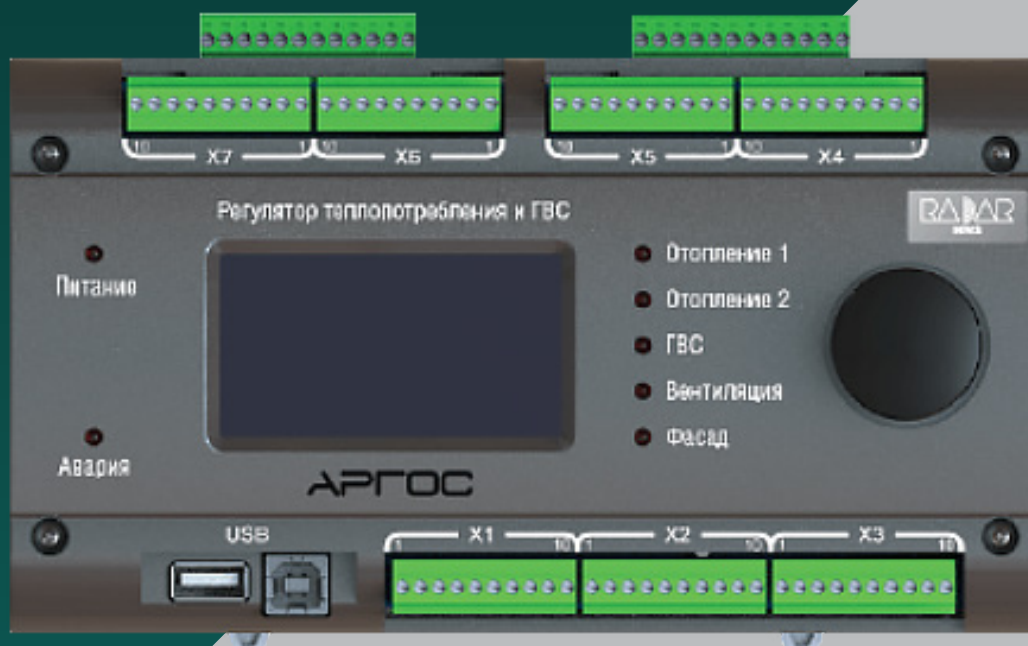 10 X7 1
10 X6 1
10 X5 1
10 X4 1
Регулятор теплопотребления и ГВС
RADAR
Питание
Отопление 1
Отопление 2
ГВС
Вентиляция
Фасад
Авария
АРГОС
USB
1 X1 10
1 X2 10
1 X3 10